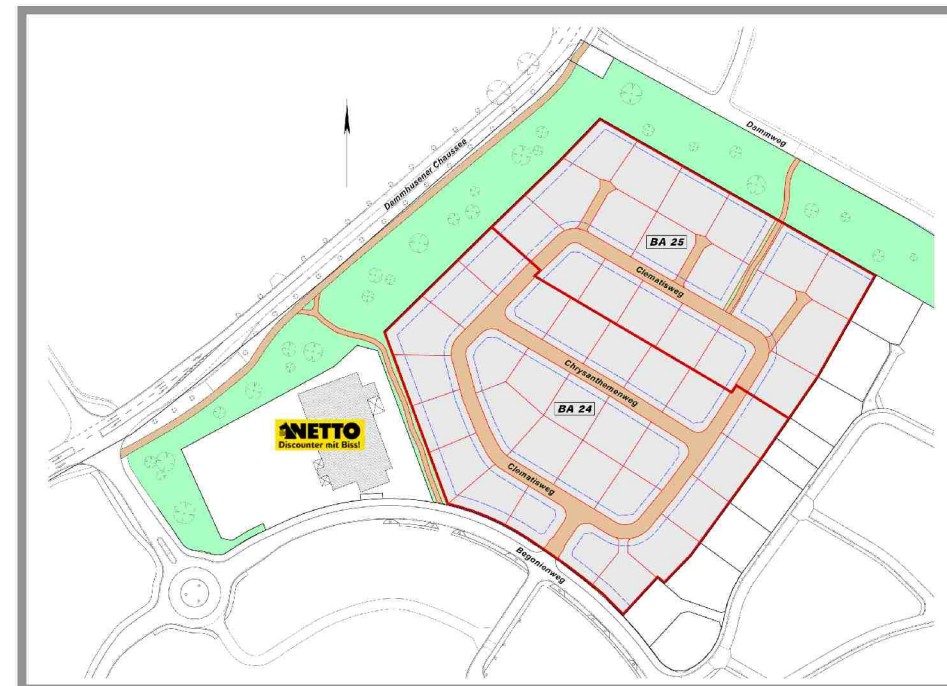 Dammweg
Dammhusener Chaussee
BA 25
Clematisweg
Chrysanthemenweg
BA 24
NETTO
Discounter mit Biss!
Clematisweg
Begonienweg